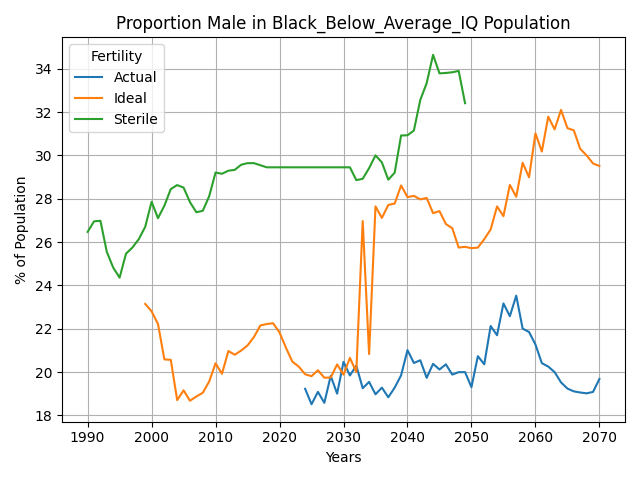 Proportion Male in Black_Below_Average_IQ Population
Fertility
Actual
Ideal
Sterile
% of Population
34
32
30
28
26
24
22
20
18
1990 2000 2010 2020 2030 2040 2050 2060 2070
Years